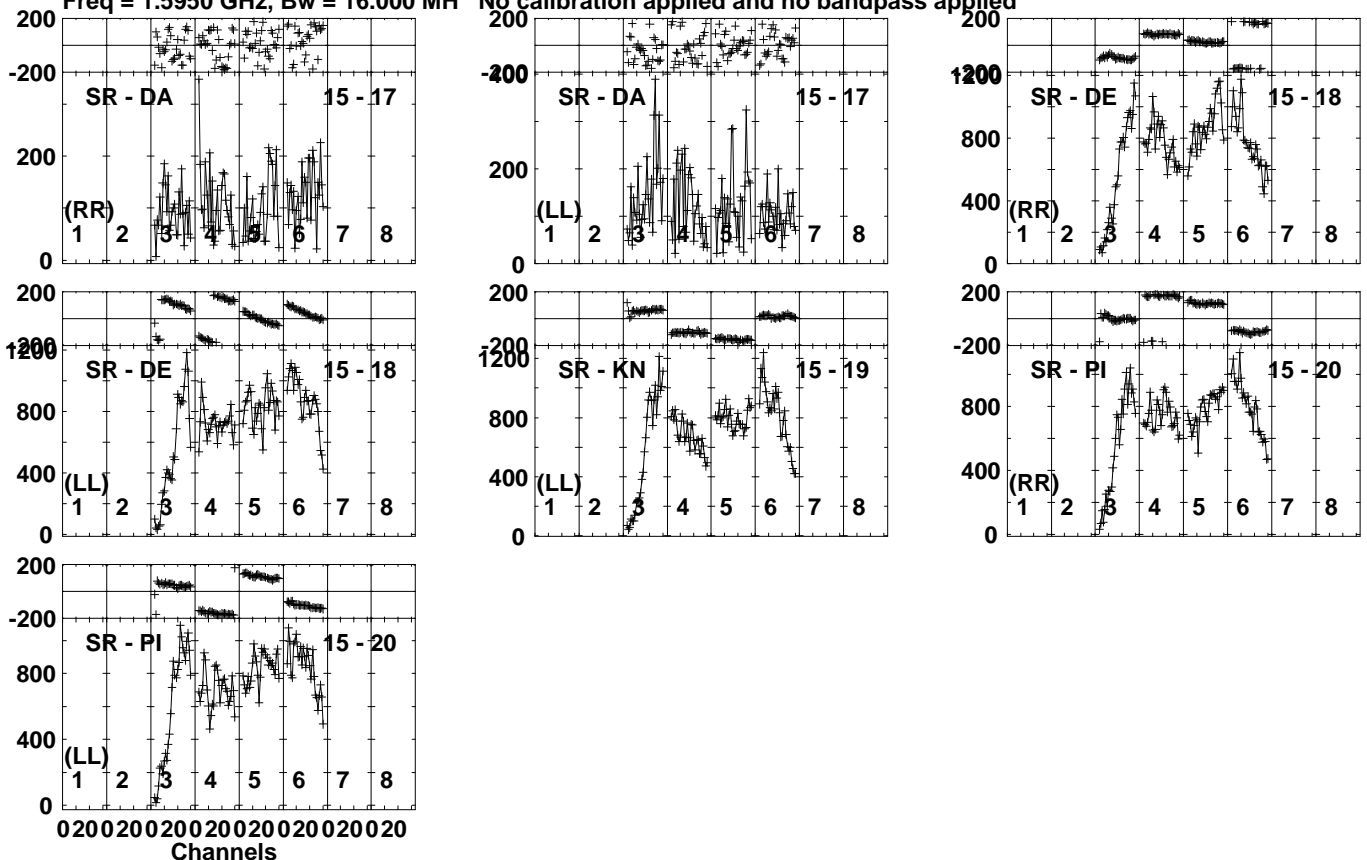 Freq = 1.5950 GHz, Bw = 16.000 MH No calibration applied and no bandpass applied
200
-200
SR - DA 15 - 17
200
(RR)
1 2 3 4 5 6 7 8
0
200
-200
400
SR - DA 15 - 17
200
(LL)
1 2 3 4 5 6 7 8
0
200
-200
1200
SR - DE 15 - 18
800
400
(RR)
1 2 3 4 5 6 7 8
0
200
-200
1200
SR - DE 15 - 18
800
400
(LL)
1 2 3 4 5 6 7 8
0
200
-200
1200
SR - KN 15 - 19
800
400
(LL)
1 2 3 4 5 6 7 8
0
200
-200
SR - PI 15 - 20
800
400
(RR)
1 2 3 4 5 6 7 8
0
200
-200
SR - PI 15 - 20
800
400
(LL)
1 2 3 4 5 6 7 8
0
0 20 0 20 0 20 0 20 0 20 0 20 0 20 0 20
Channels